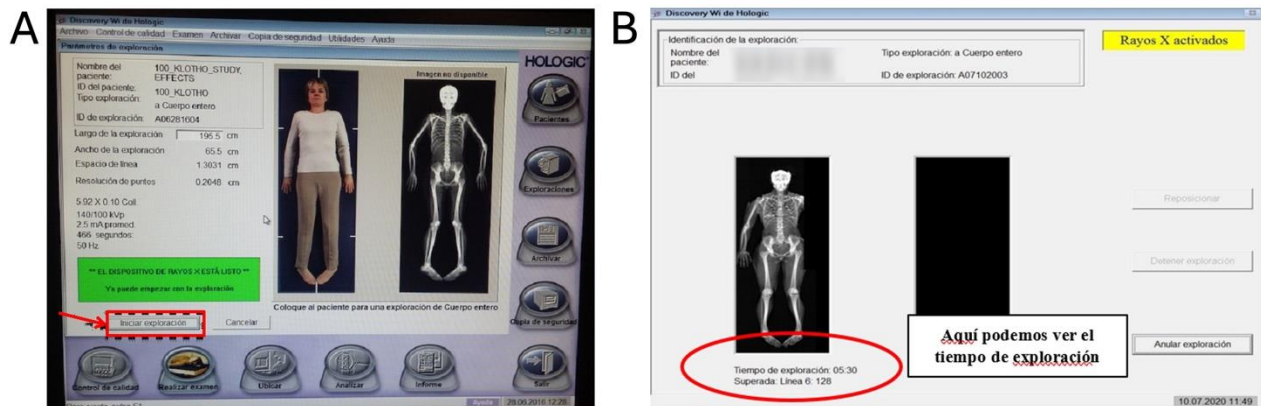 A
Discovery Wi de Hologic
Archivo Control de calidad Examen Archivar Copia de seguridad Utilidades Ayuda
Parámetros de exploración
Nombre del paciente: 100_KLOTHO_STUDY, EFFECTS
ID del paciente: 100_KLOTHO
Tipo exploración: a Cuerpo entero
ID de exploración: A06281604
Largo de la exploración 195.5 cm
Ancho de la exploración 65.5 cm
Espacio de línea 1.3031 cm
Resolución de puntos 0.2048 cm
5.92 X 0.10 Coll.
140/100 kVp
2.5 mA promed.
466 segundos:
50 Hz
** EL DISPOSITIVO DE RAYOS X ESTÁ LISTO **
Ya puede empezar con la exploración
Iniciar exploración
Cancelar
Imagen no disponible
Coloque al paciente para una exploración de Cuerpo entero
HOLOGIC
Pacientes
Exploraciones
Archivar
Copia de seguridad
Control de calidad
Realizar examen
Ubicar
Analizar
Informe
Salir
Ayuda
28.06.2016 12:28
B
Discovery Wi de Hologic
Identificación de la exploración:
Nombre del paciente:
ID del
Tipo exploración: a Cuerpo entero
ID de exploración: A07102003
Rayos X activados
Reposicionar
Detener exploración
Anular exploración
Aquí podemos ver el
tiempo de exploración
Tiempo de exploración: 05:30
Superada: Línea 6: 128
10.07.2020 11:49